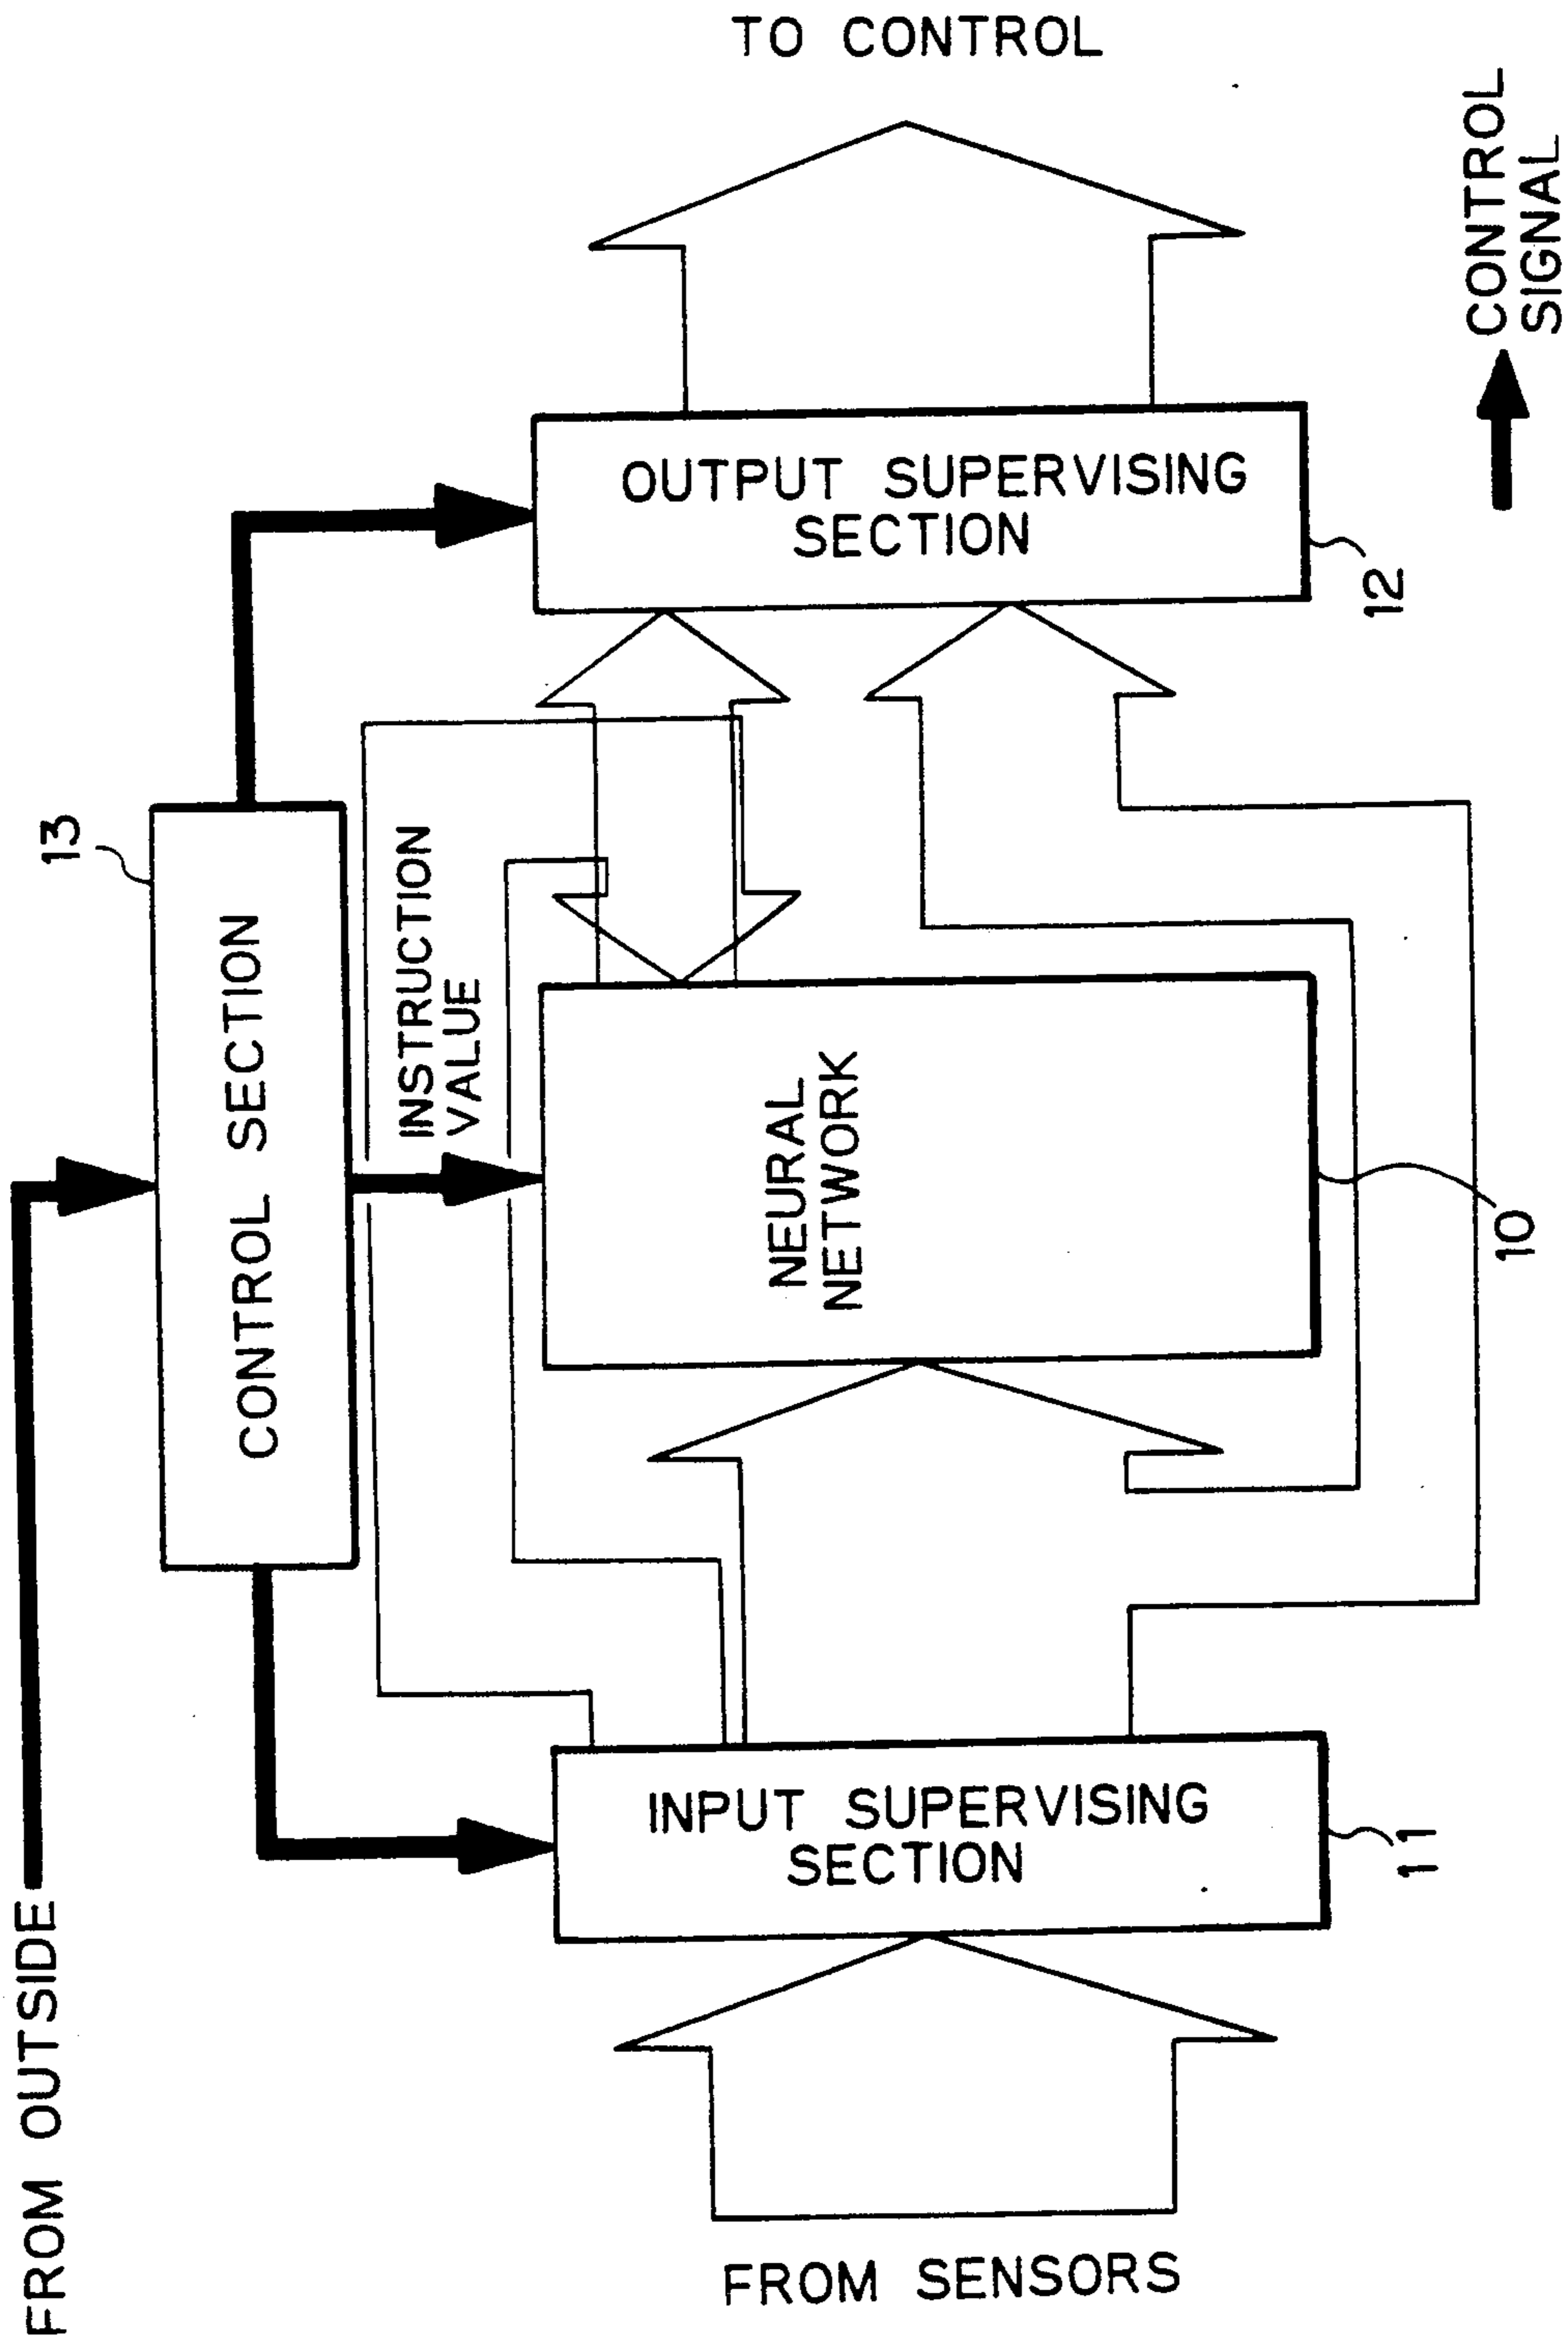 FROM OUTSIDE
13
CONTROL SECTION
INSTRUCTION
VALUE
FROM SENSORS
INPUT SUPERVISING
SECTION
11
NEURAL
NETWORK
10
OUTPUT SUPERVISING
SECTION
12
TO CONTROL
CONTROL
SIGNAL